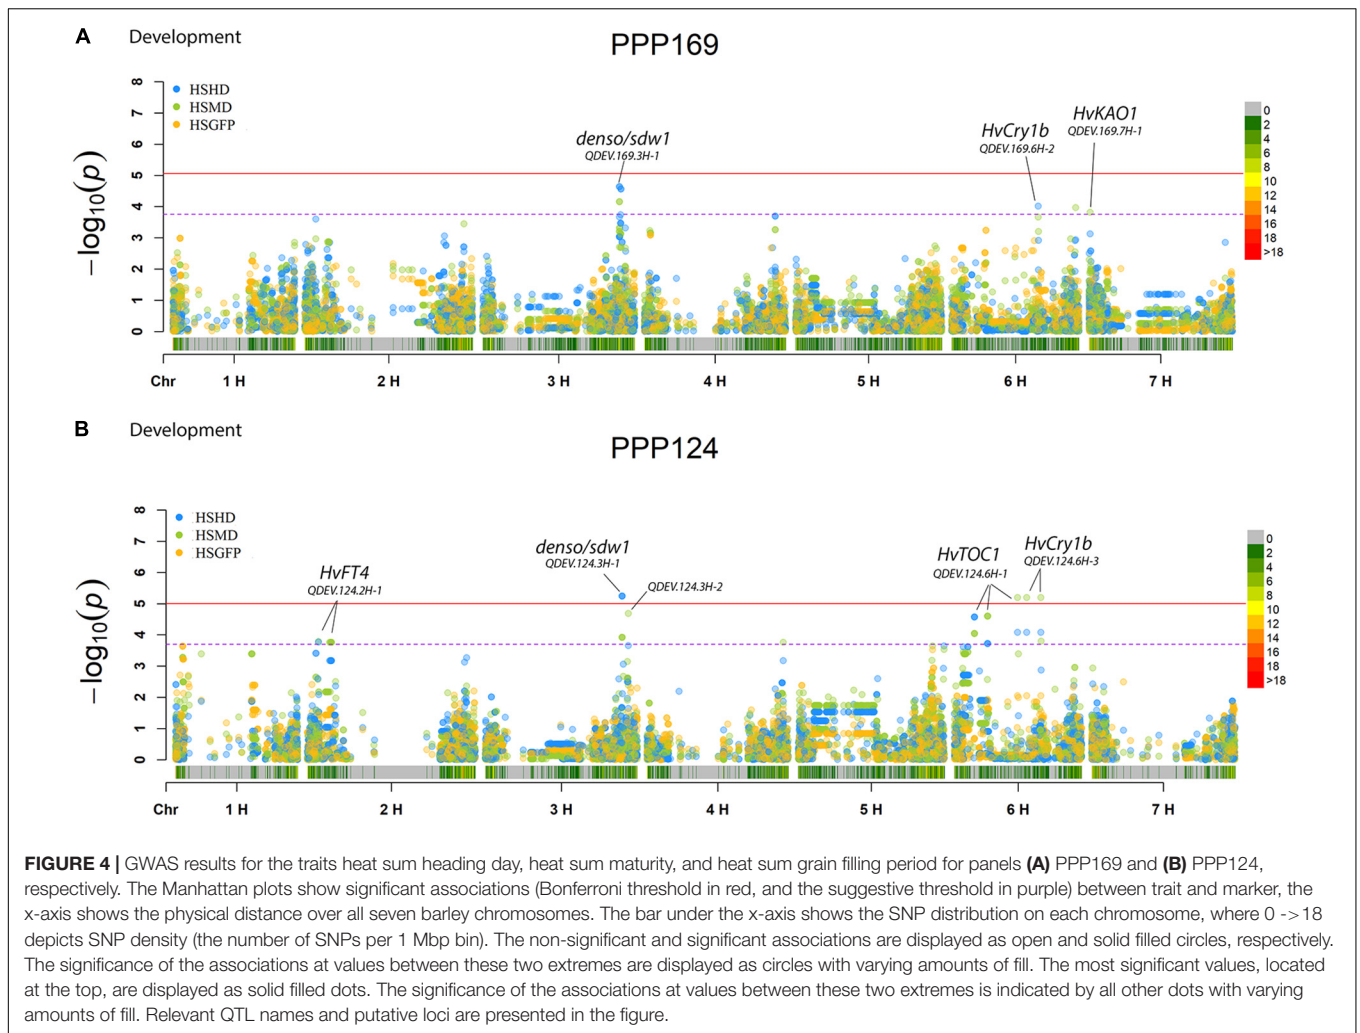 A Development
PPP169
HSHD
HSMD
HSGFP
8
7
6
5
4
3
2
1
0
−log10(p)
denso/sdw1
QDEV.169.3H-1
HvCry1b
QDEV.169.6H-2
HvKAO1
QDEV.169.7H-1
0
2
4
6
8
10
12
14
16
18
18
>18
Chr 1 H 2 H 3 H 4 H 5 H 6 H 7 H
B Development
PPP124
HSHD
HSMD
HSGFP
8
7
6
5
4
3
2
1
0
−log10(p)
HvFT4
QDEV.124.2H-1
denso/sdw1
QDEV.124.3H-1
QDEV.124.3H-2
HvTOC1
QDEV.124.6H-1
HvCry1b
QDEV.124.6H-3
0
2
4
6
8
10
12
14
16
18
>18
Chr 1 H 2 H 3 H 4 H 5 H 6 H 7 H
FIGURE 4 | GWAS results for the traits heat sum heading day, heat sum maturity, and heat sum grain filling period for panels (A) PPP169 and (B) PPP124,
respectively. The Manhattan plots show significant associations (Bonferroni threshold in red, and the suggestive threshold in purple) between trait and marker, the
x-axis shows the physical distance over all seven barley chromosomes. The bar under the x-axis shows the SNP distribution on each chromosome, where 0 ->18
depicts SNP density (the number of SNPs per 1 Mbp bin). The non-significant and significant associations are displayed as open and solid filled circles, respectively.
The significance of the associations at values between these two extremes are displayed as circles with varying amounts of fill. The most significant values, located
at the top, are displayed as solid filled dots. The significance of the associations at values between these two extremes is indicated by all other dots with varying
amounts of fill. Relevant QTL names and putative loci are presented in the figure.